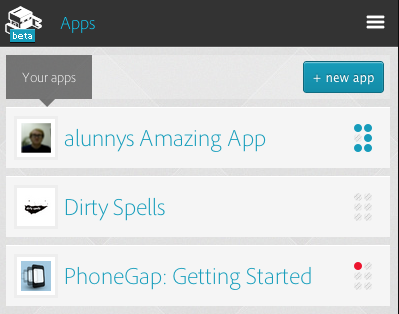 Apps
beta
Your apps
+ new app
alunnys Amazing App
Dirty Spells
PhoneGap: Getting Started